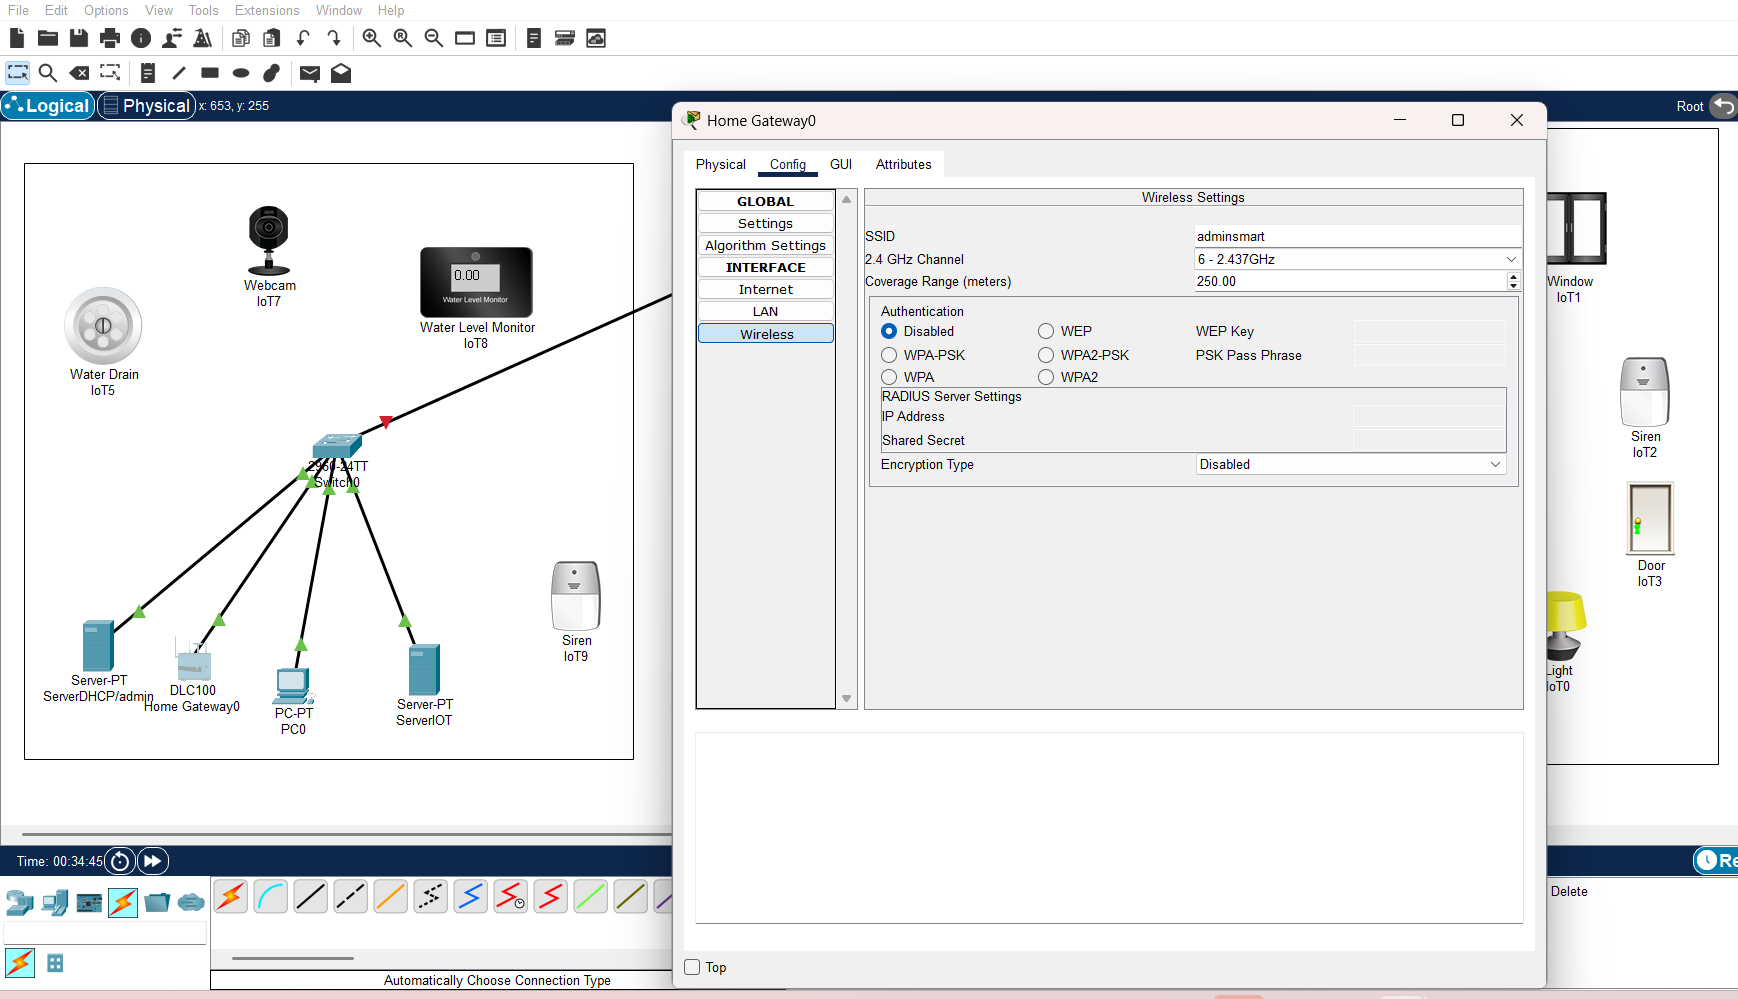 File Edit Options View Tools Extensions Window Help
Logical Physical x: 653, y: 255 Root
Home Gateway0
Physical Config GUI Attributes
GLOBAL
Settings
Algorithm Settings
INTERFACE
Internet
LAN
Wireless
Wireless Settings
SSID adminsmart
2.4 GHz Channel 6 - 2.437GHz
Coverage Range (meters) 250.00
Authentication
Disabled WEP WEP Key
WPA-PSK WPA2-PSK PSK Pass Phrase
WPA WPA2
RADIUS Server Settings
IP Address
Shared Secret
Encryption Type Disabled
Top
Webcam
IoT7
0.00
Water Level Monitor
Water Level Monitor
IoT8
Water Drain
IoT5
2960-24TT
Switch0
Siren
IoT9
Server-PT
ServerDHCP/admin
DLC100
Home Gateway0
PC-PT
PC0
Server-PT
ServerIOT
Window
IoT1
Siren
IoT2
Door
IoT3
Light
IoT0
Time: 00:34:45
Re
Delete
Automatically Choose Connection Type